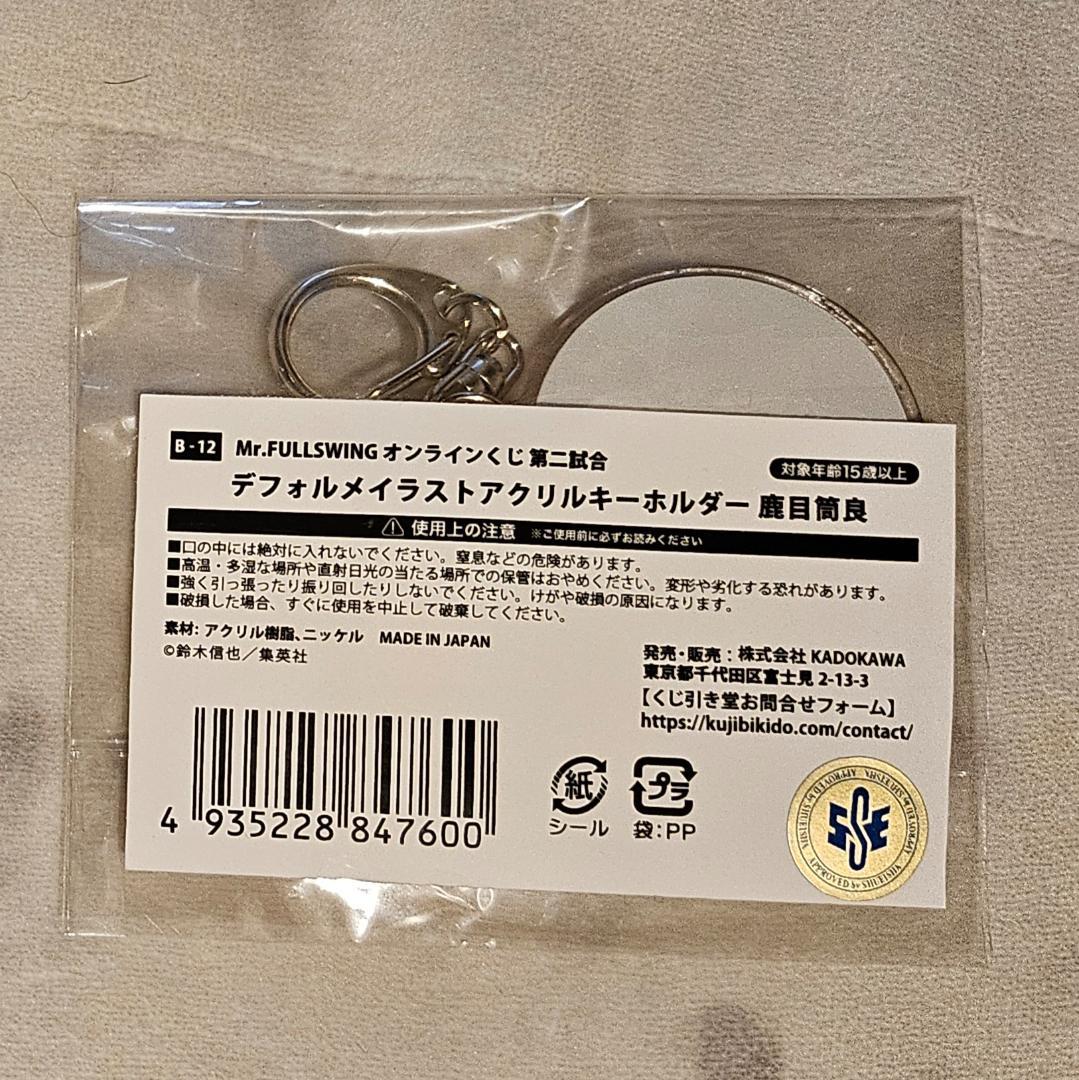 B-12 Mr.FULLSWING オンラインくじ 第二試合
対象年齢15歳以上
デフォルメイラストアクリルキーホルダー 鹿目筒良
使用上の注意 ※ご使用前に必ずお読みください
■口の中には絶対に入れないでください。窒息などの危険があります。
■高温・多湿な場所や直射日光の当たる場所での保管はおやめください。変形や劣化する恐れがあります。
■強く引っ張ったり振り回したりしないでください。けがや破損の原因になります。
■破損した場合、すぐに使用を中止して破棄してください。
素材: アクリル樹脂、ニッケル MADE IN JAPAN
©鈴木信也/集英社
発売・販売:株式会社 KADOKAWA
東京都千代田区富士見 2-13-3
【くじ引き堂お問合せフォーム】
https://kujibikido.com/contact/
4 935228 847600
紙
シール
プラ
袋:PP
APPROVED by SHUEISHA
APPROVED by SHUEISHA
APPROVED by SHUEISHA
SE